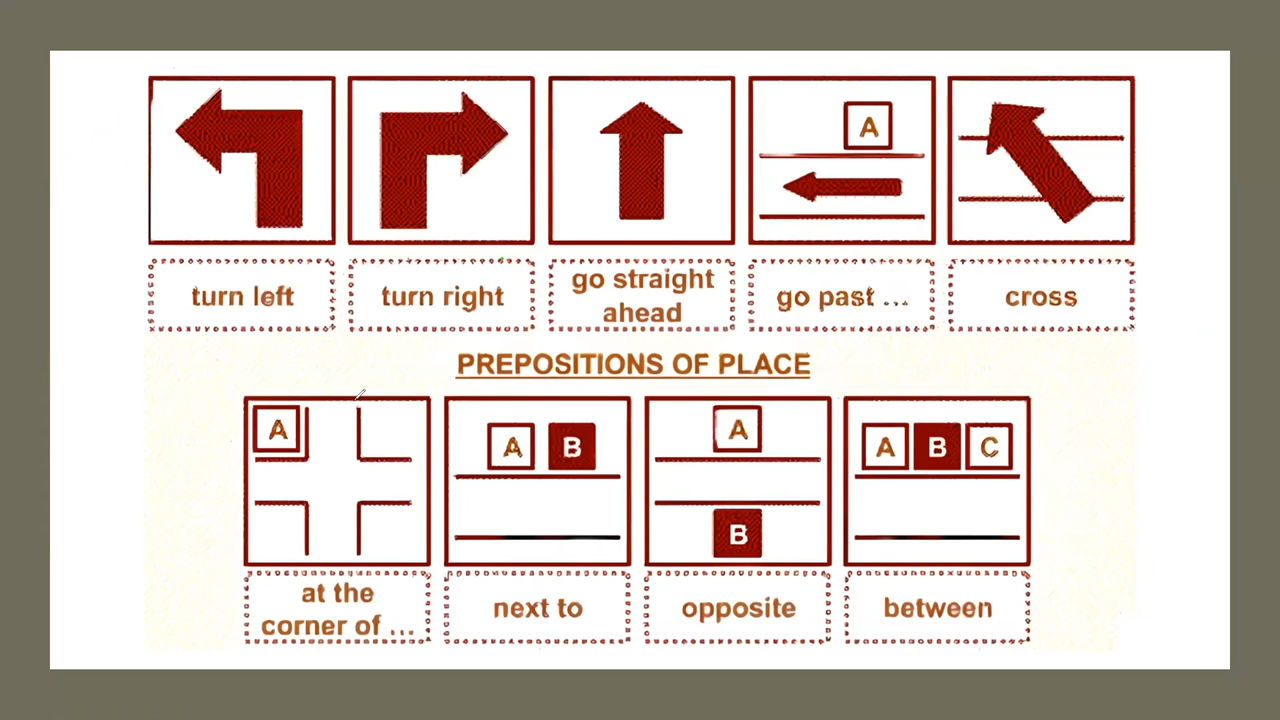 A
turn left
turn right
go straight
ahead
go past ...
cross
PREPOSITIONS OF PLACE
A
A B
A
B
A B C
at the
corner of ...
next to
opposite
between